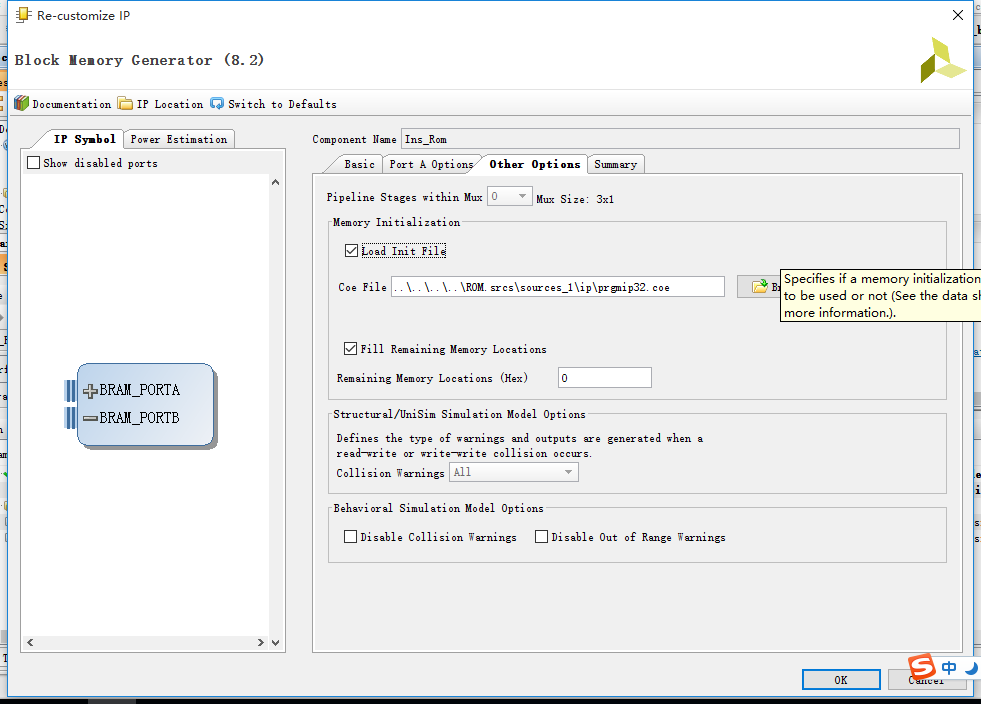 Re-customize IP
Block Memory Generator (8.2)
Documentation IP Location Switch to Defaults
IP Symbol Power Estimation
Show disabled ports
BRAM_PORTA
BRAM_PORTB
Component Name Ins_Rom
Basic Port A Options Other Options Summary
Pipeline Stages within Mux 0 Mux Size: 3x1
Memory Initialization
Load Init File
Coe File ..\..\..\..\ROM.srcs\sources_1\ip\prgmip32.coe
Specifies if a memory initialization
to be used or not (See the data sh
more information.).
Fill Remaining Memory Locations
Remaining Memory Locations (Hex) 0
Structural/UniSim Simulation Model Options
Defines the type of warnings and outputs are generated when a
read-write or write-write collision occurs.
Collision Warnings All
Behavioral Simulation Model Options
Disable Collision Warnings Disable Out of Range Warnings
OK Cancel
中